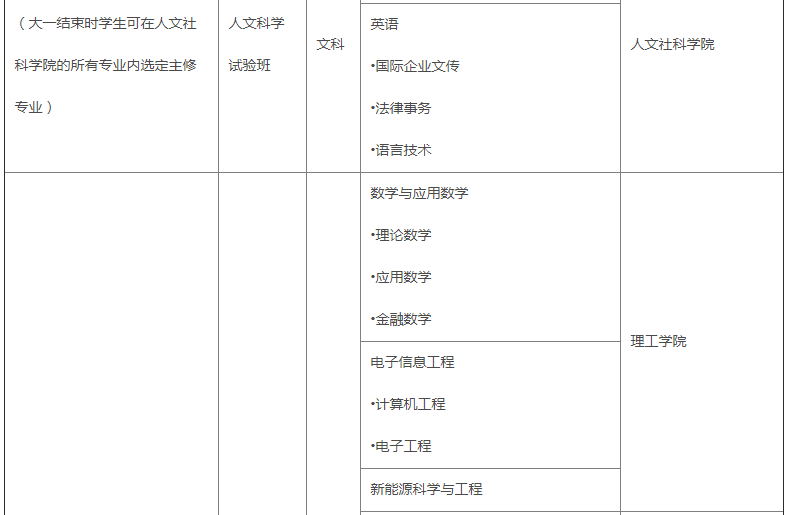 （大一结束时学生可在人文社
科学院的所有专业内选定主修
专业）
人文科学
试验班
文科
英语
•国际企业文传
•法律事务
•语言技术
人文社科学院
数学与应用数学
•理论数学
•应用数学
•金融数学
电子信息工程
•计算机工程
•电子工程
新能源科学与工程
理工学院